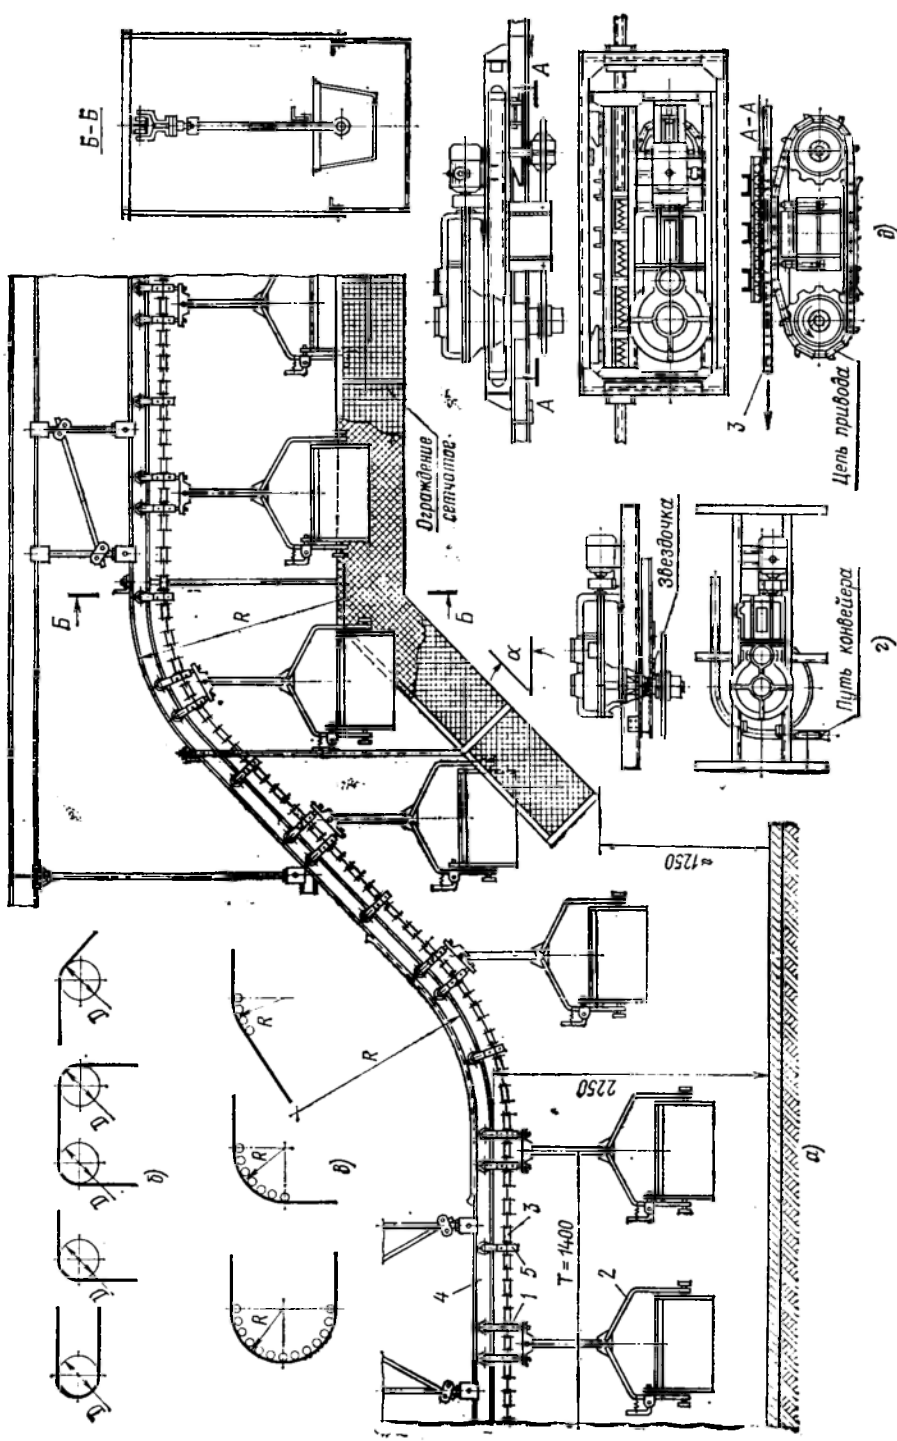 Б-Б
Б
Б
R
R
α
Ограждение
сетчатое
≈1250
2250
T = 1400
1
2
3
4
5
а)
D
D
D
D
D
б)
R
R
R
в)
Звездочка
Путь конвейера
г)
А
А
А-А
3
Цепь привода
д)